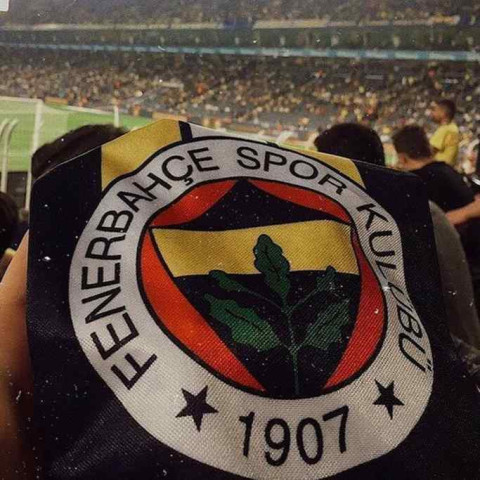 FENERBAHÇE SPOR KULÜBÜ
1907